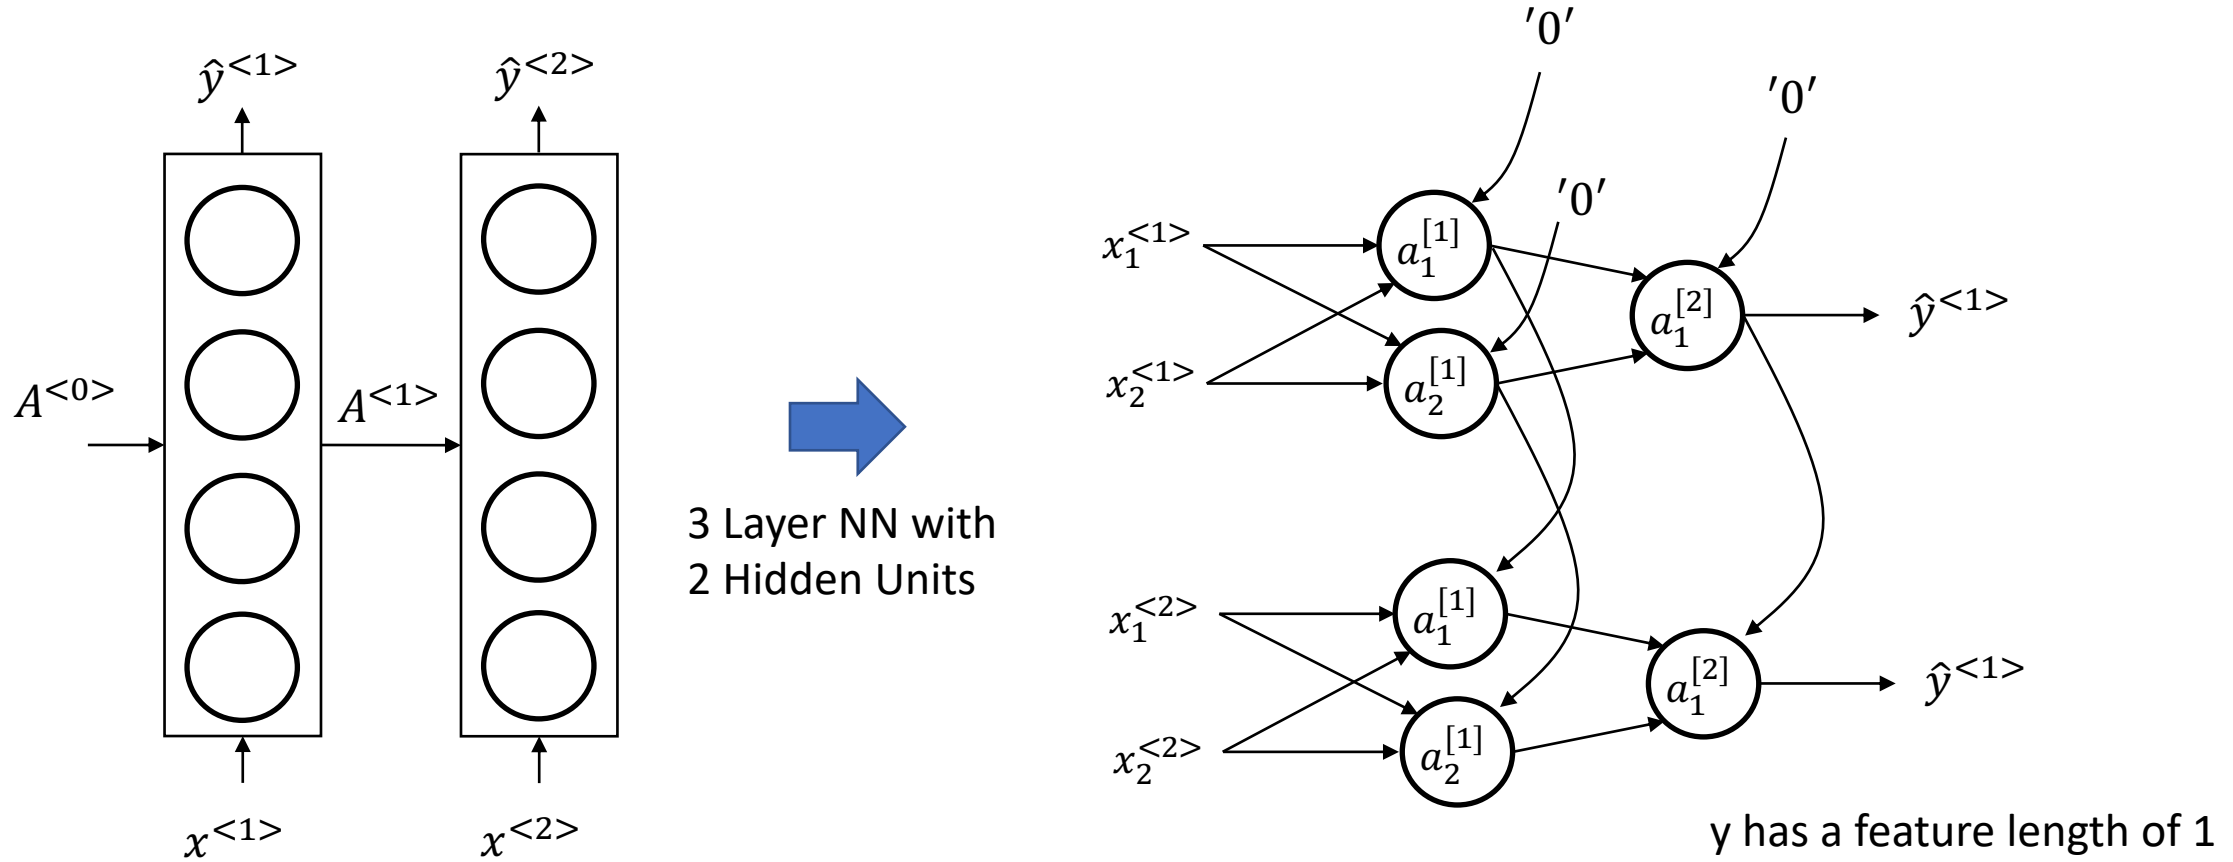 ŷ<1>
ŷ<2>
A<0>
A<1>
x<1>
x<2>
3 Layer NN with
2 Hidden Units
'0'
'0'
'0'
x₁<1>
x₂<1>
a₁[1]
a₂[1]
a₁[2]
ŷ<1>
x₁<2>
x₂<2>
a₁[1]
a₂[1]
a₁[2]
ŷ<1>
y has a feature length of 1